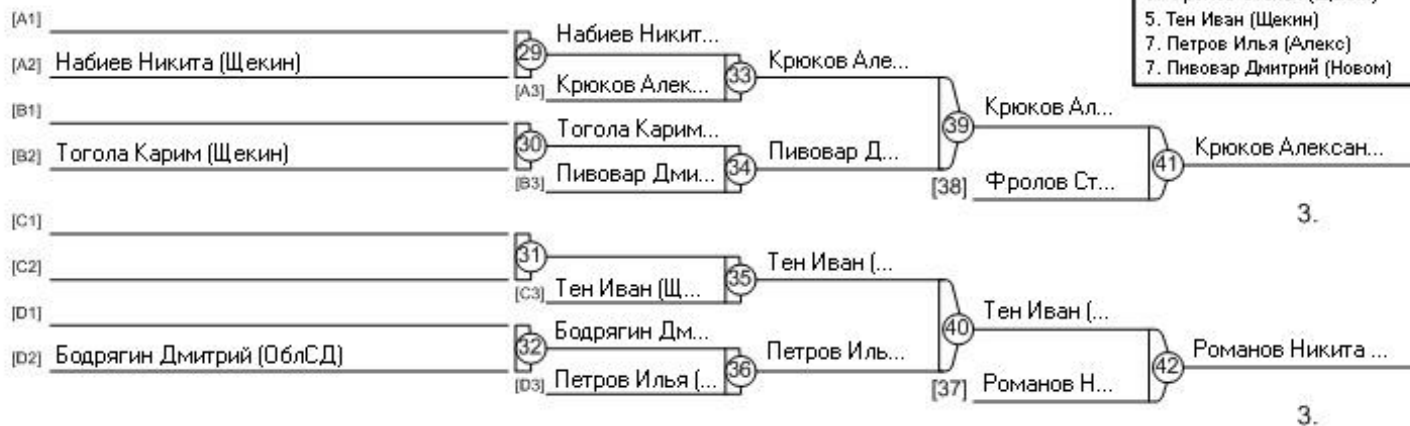 5. Тен Иван (Щекин)
7. Петров Илья (Алекс)
7. Пивовар Дмитрий (Новом)
[A1]
[A2] Набиев Никита (Щекин)
29
Набиев Никит...
[A3] Крюков Алек...
33
Крюков Але...
[B1]
[B2] Тогола Карим (Щекин)
30
Тогола Карим...
[B3] Пивовар Дми...
34
Пивовар Д...
39
Крюков Ал...
[38] Фролов Ст...
41
Крюков Алексан...
3.
[C1]
[C2]
31
[C3] Тен Иван (Щ...
35
Тен Иван (...
[D1]
[D2] Бодрягин Дмитрий (ОблСД)
32
Бодрягин Дм...
[D3] Петров Илья (...
36
Петров Иль...
40
Тен Иван (...
[37] Романов Н...
42
Романов Никита ...
3.